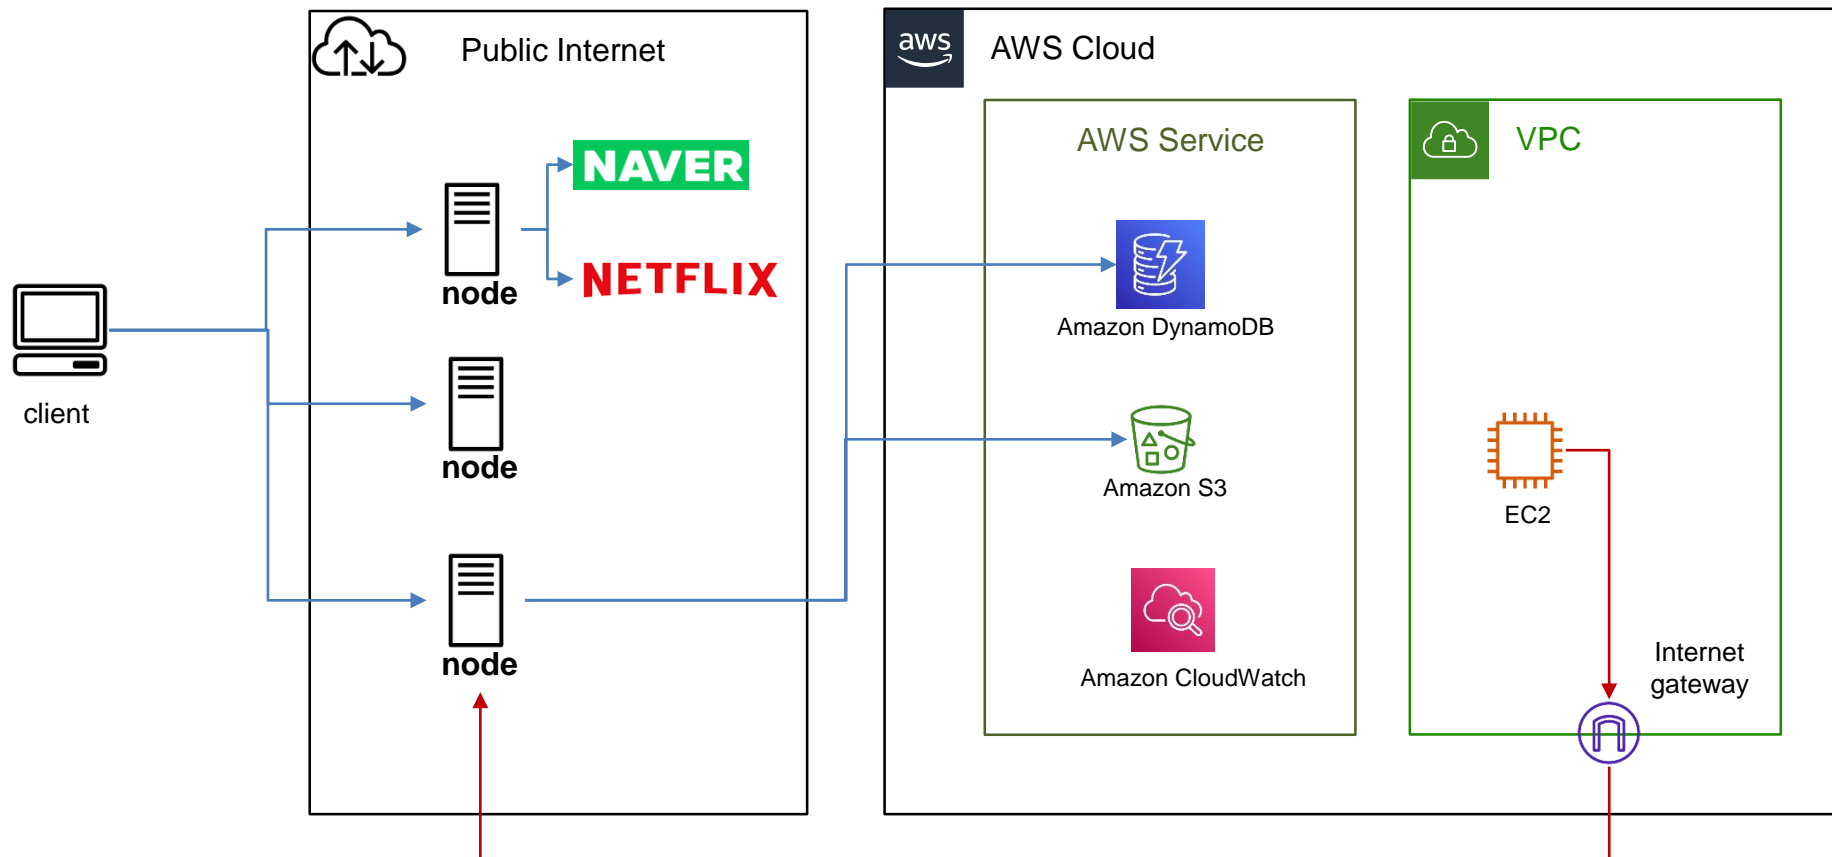 Public Internet
aws
AWS Cloud
AWS Service
VPC
NAVER
NETFLIX
node
Amazon DynamoDB
client
node
Amazon S3
EC2
node
Amazon CloudWatch
Internet
gateway